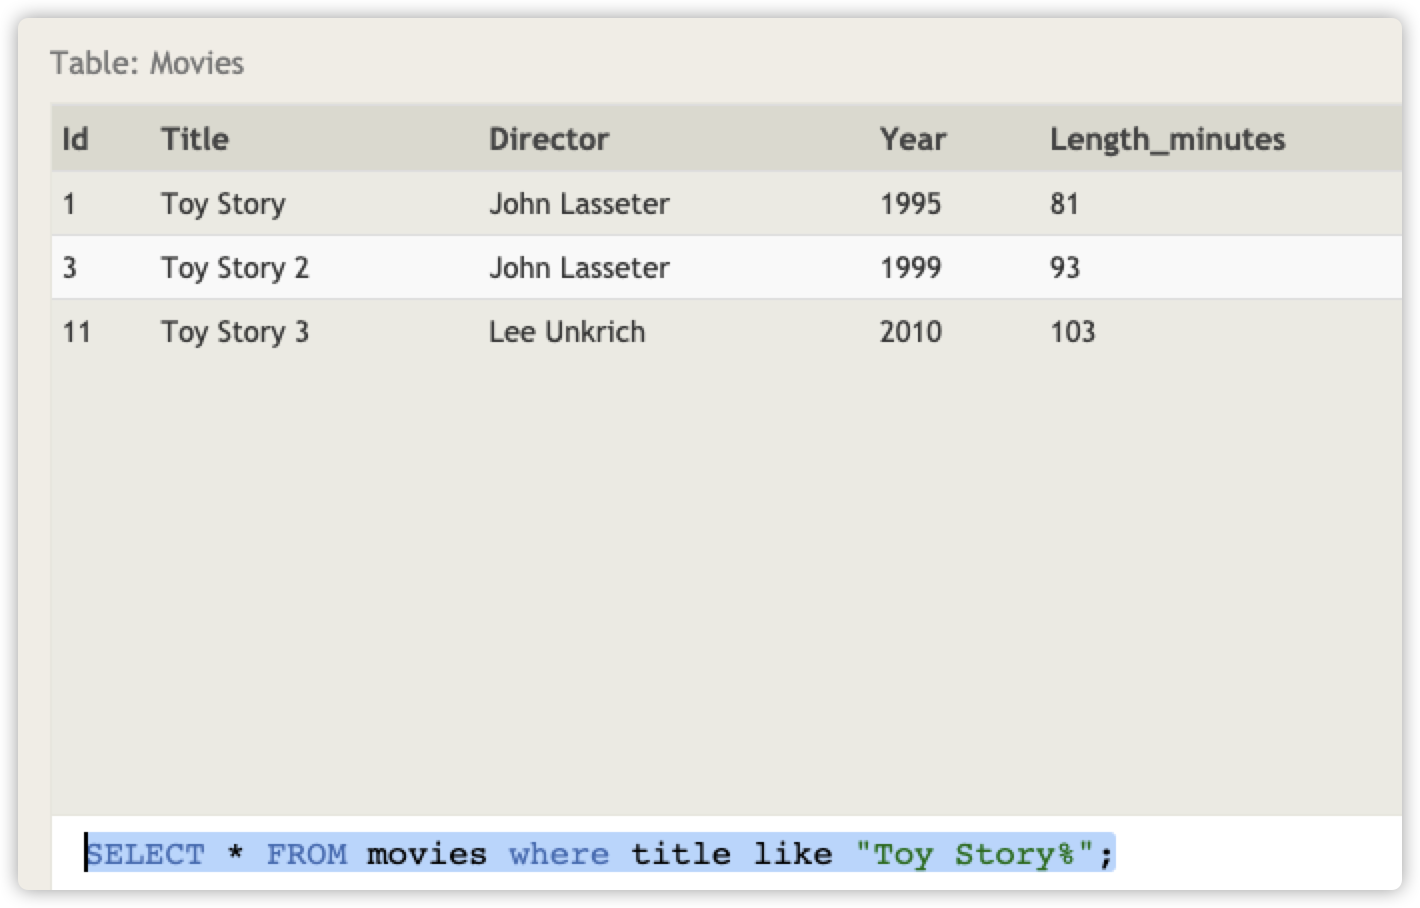 Table: Movies
Id Title Director Year Length_minutes
1 Toy Story John Lasseter 1995 81
3 Toy Story 2 John Lasseter 1999 93
11 Toy Story 3 Lee Unkrich 2010 103
SELECT * FROM movies where title like "Toy Story%";